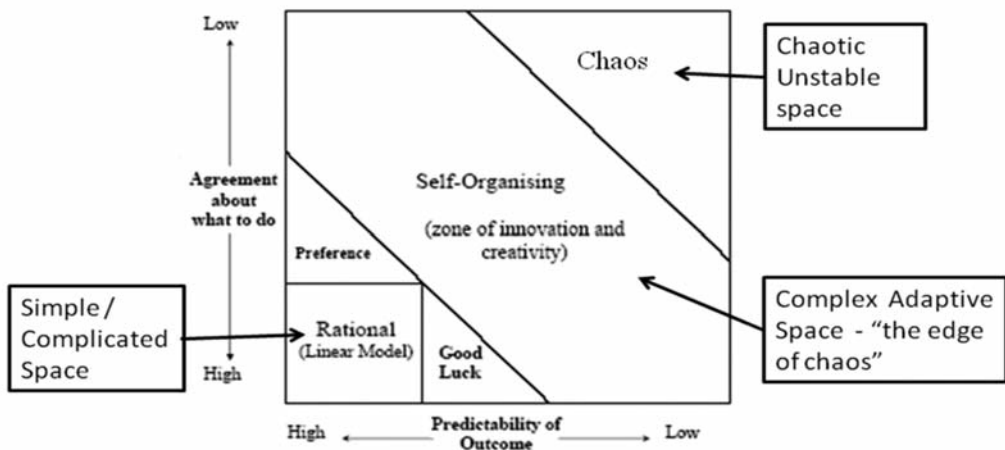 Low
Agreement
about
what to do
High
Simple /
Complicated
Space
Chaos
Self-Organising
(zone of innovation and
creativity)
Preference
Rational
(Linear Model)
Good
Luck
High
Predictability of
Outcome
Low
Chaotic
Unstable
space
Complex Adaptive
Space - “the edge
of chaos”